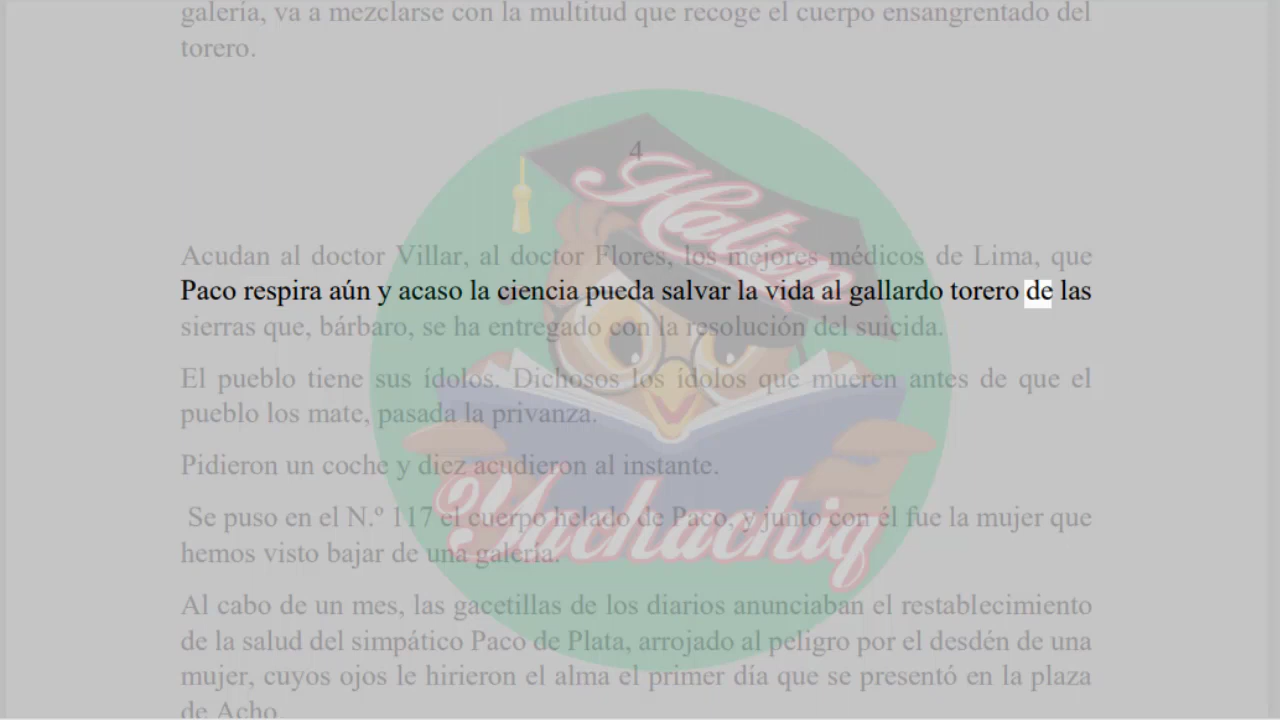 galería, va a mezclarse con la multitud que recoge el cuerpo ensangrentado del
torero.
4
Hatun
Acudan al doctor Villar, al doctor Flores, los mejores médicos de Lima, que
Paco respira aún y acaso la ciencia pueda salvar la vida al gallardo torero de las
sierras que, bárbaro, se ha entregado con la resolución del suicida.
El pueblo tiene sus ídolos. Dichosos los ídolos que mueren antes de que el
pueblo los mate, pasada la privanza.
Pidieron un coche y diez acudieron al instante.
Se puso en el N.º 117 el cuerpo helado de Paco, y junto con él fue la mujer que
hemos visto bajar de una galería.
Yachachiq
Al cabo de un mes, las gacetillas de los diarios anunciaban el restablecimiento
de la salud del simpático Paco de Plata, arrojado al peligro por el desdén de una
mujer, cuyos ojos le hirieron el alma el primer día que se presentó en la plaza
de Acho.